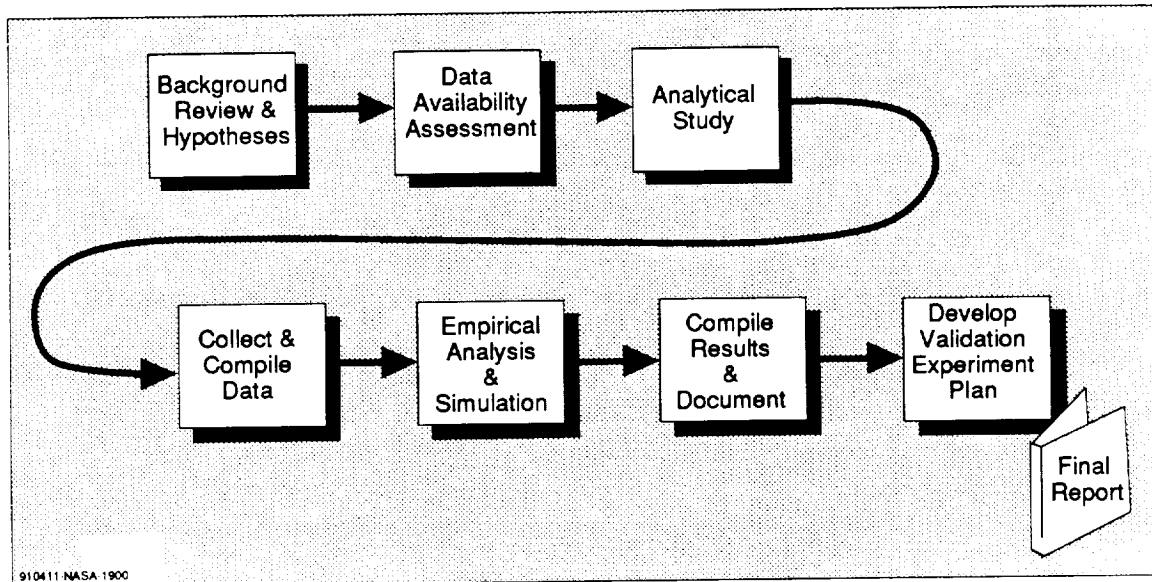 Background
Review &
Hypotheses
Data
Availability
Assessment
Analytical
Study
Collect &
Compile
Data
Empirical
Analysis
&
Simulation
Compile
Results
&
Document
Develop
Validation
Experiment
Plan
Final
Report
910411-NASA-1900